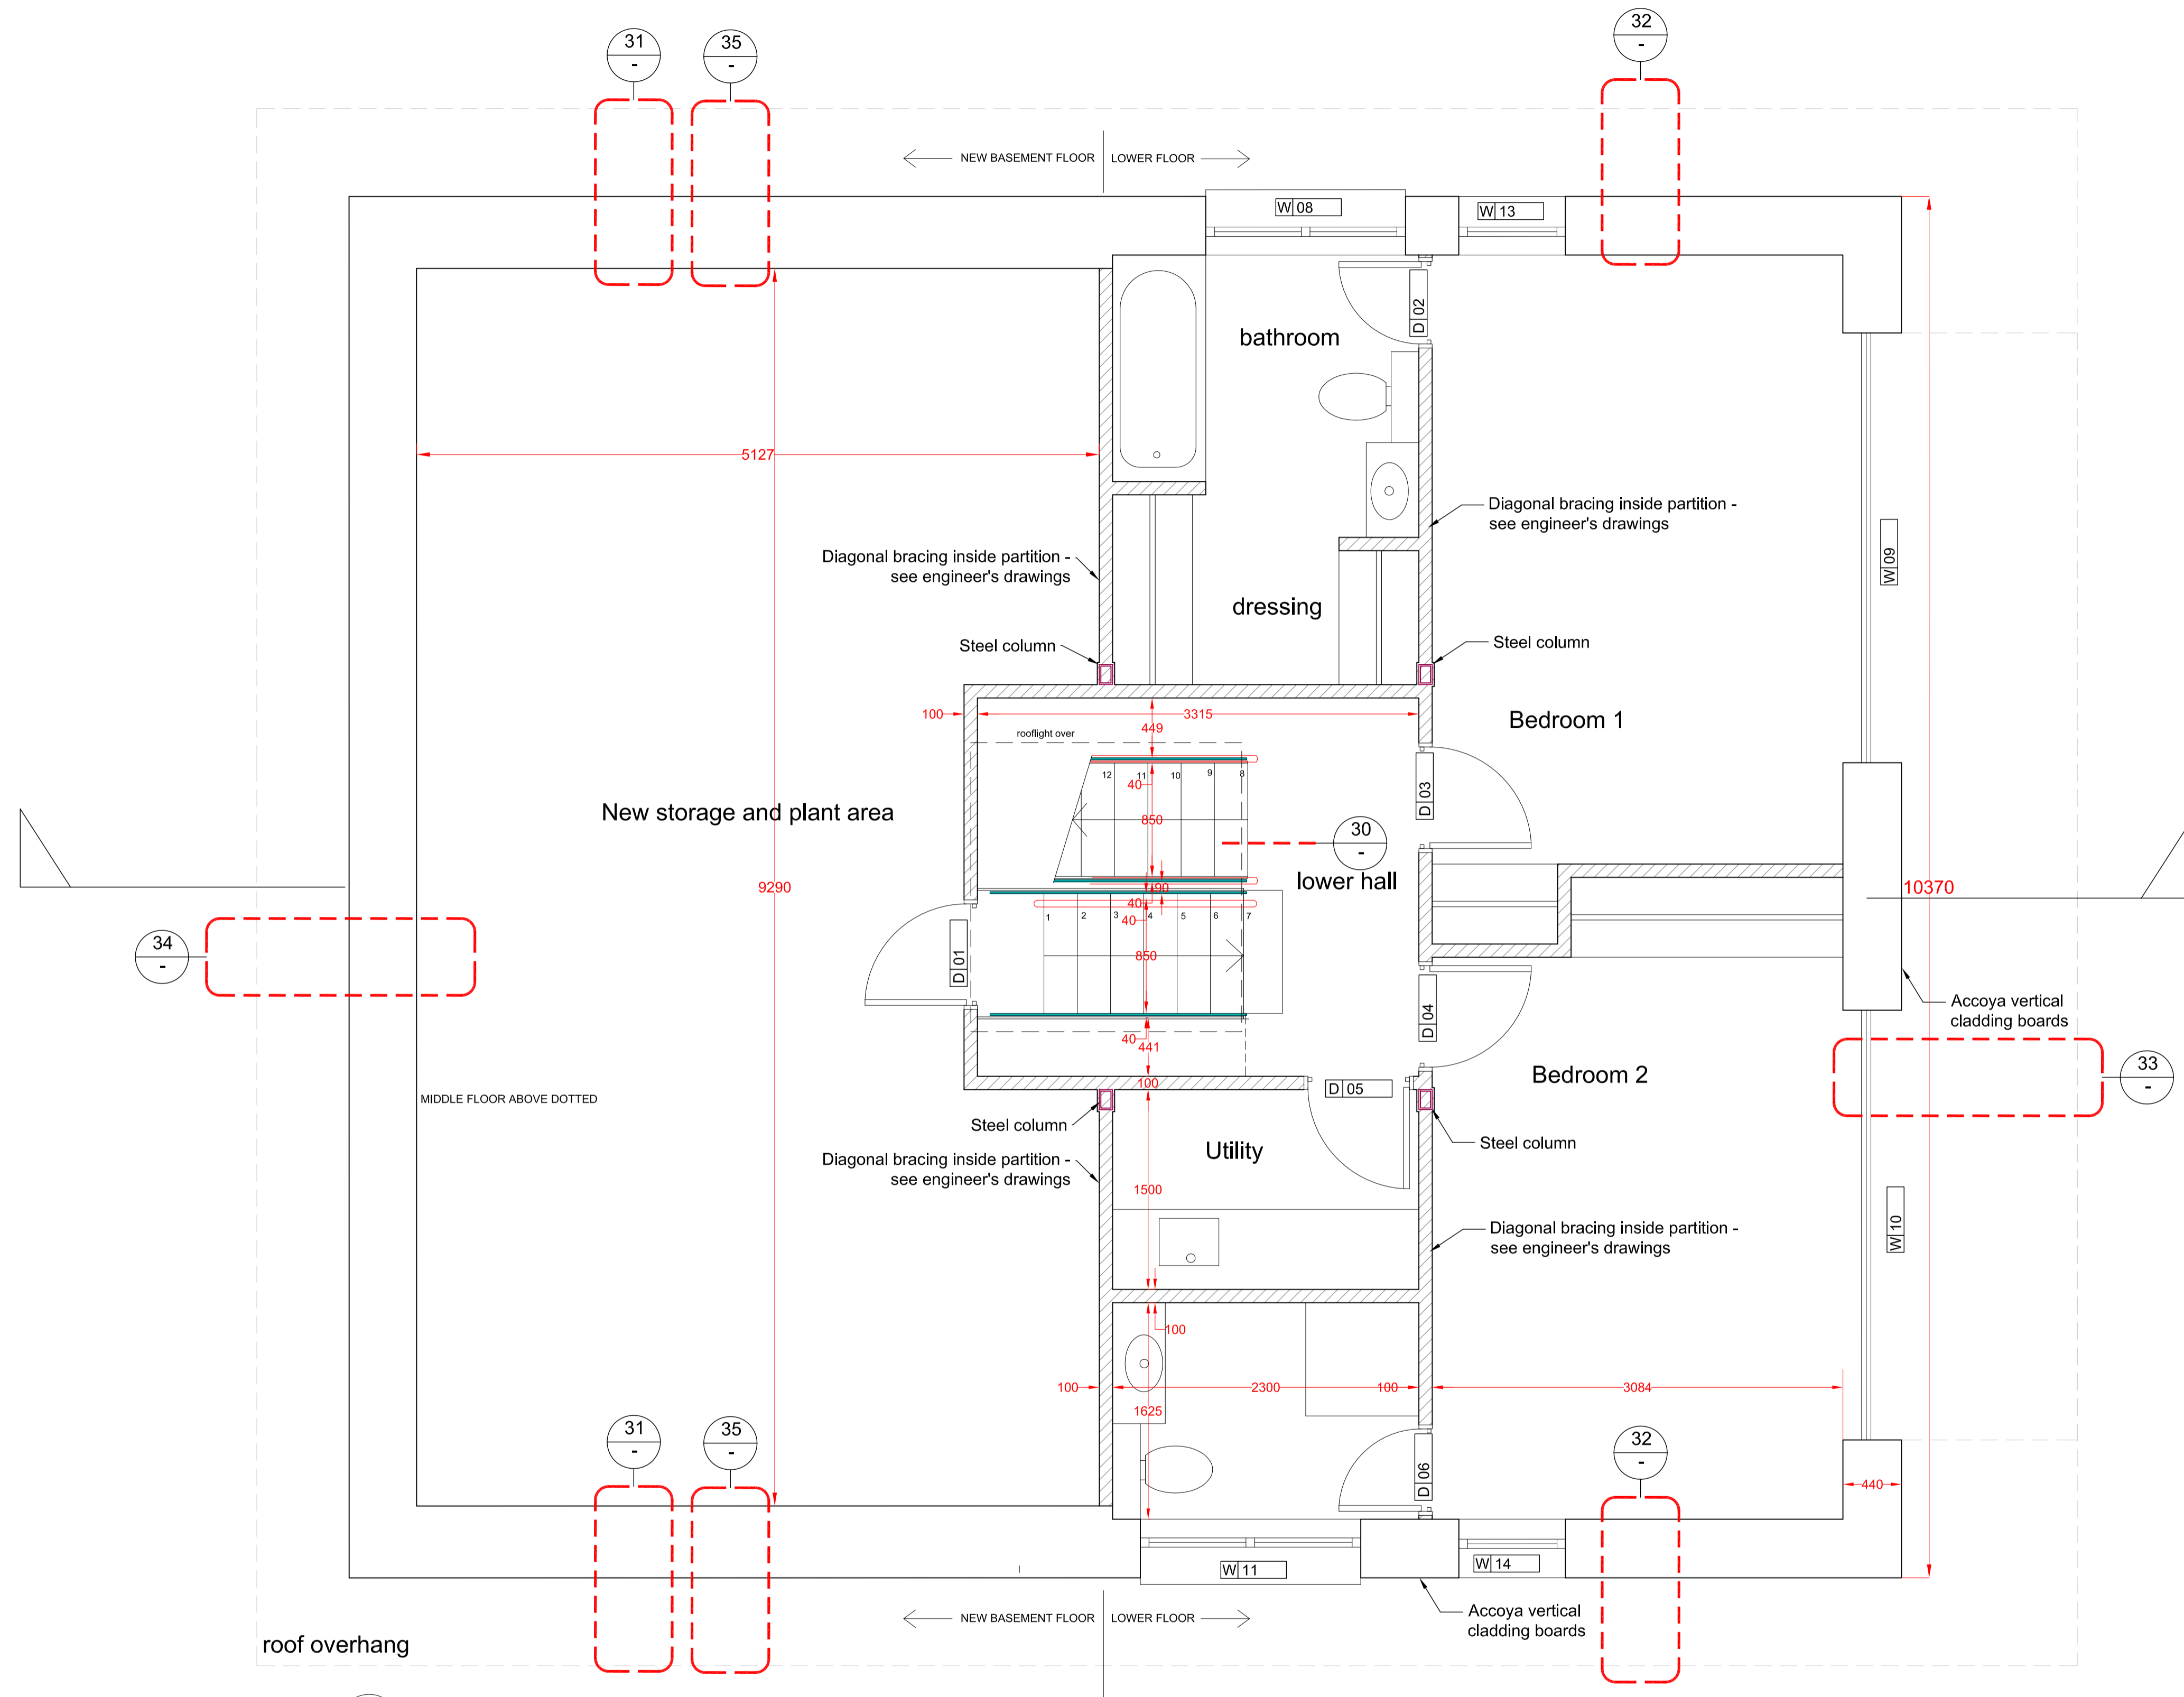 31
-
35
-
32
-
NEW BASEMENT FLOOR
LOWER FLOOR
W 08
W 13
D 02
bathroom
5127
Diagonal bracing inside partition -
see engineer's drawings
Diagonal bracing inside partition -
see engineer's drawings
W 09
dressing
Steel column
Steel column
100
3315
449
Bedroom 1
rooflight over
12
11
10
9
8
40
D 03
New storage and plant area
850
30
-
lower hall
9290
190
10370
40
40
1
2
3
4
5
6
7
34
-
850
D 01
D 04
Accoya vertical
cladding boards
40
441
33
-
Bedroom 2
100
D 05
MIDDLE FLOOR ABOVE DOTTED
Steel column
Steel column
Utility
Diagonal bracing inside partition -
see engineer's drawings
1500
W 10
Diagonal bracing inside partition -
see engineer's drawings
100
100
2300
100
3084
1625
31
-
35
-
32
-
D 06
440
W 11
W 14
NEW BASEMENT FLOOR
LOWER FLOOR
Accoya vertical
cladding boards
roof overhang